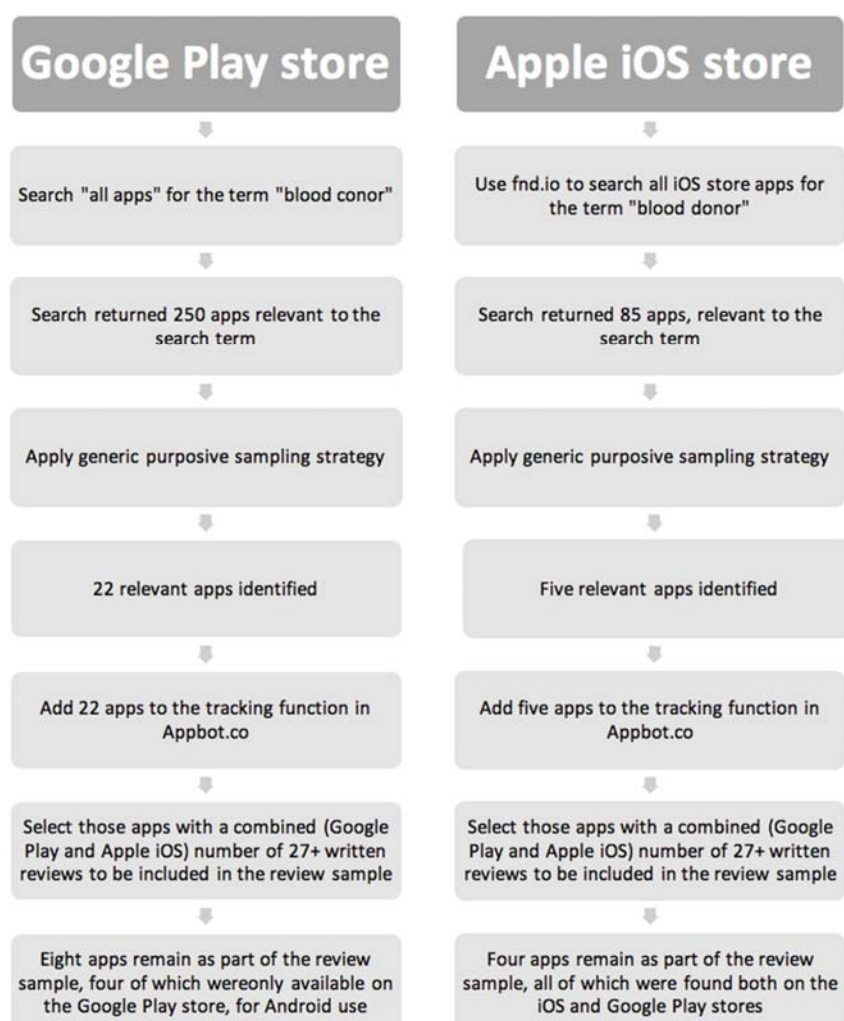 Google Play store
Search "all apps" for the term "blood conor"
Search returned 250 apps relevant to the
search term
Apply generic purposive sampling strategy
22 relevant apps identified
Add 22 apps to the tracking function in
Appbot.co
Select those apps with a combined (Google
Play and Apple iOS) number of 27+ written
reviews to be included in the review sample
Eight apps remain as part of the review
sample, four of which wereonly available on
the Google Play store, for Android use
Apple iOS store
Use fnd.io to search all iOS store apps for
the term "blood donor"
Search returned 85 apps, relevant to the
search term
Apply generic purposive sampling strategy
Five relevant apps identified
Add five apps to the tracking function in
Appbot.co
Select those apps with a combined (Google
Play and Apple iOS) number of 27+ written
reviews to be included in the review sample
Four apps remain as part of the review
sample, all of which were found both on the
iOS and Google Play stores